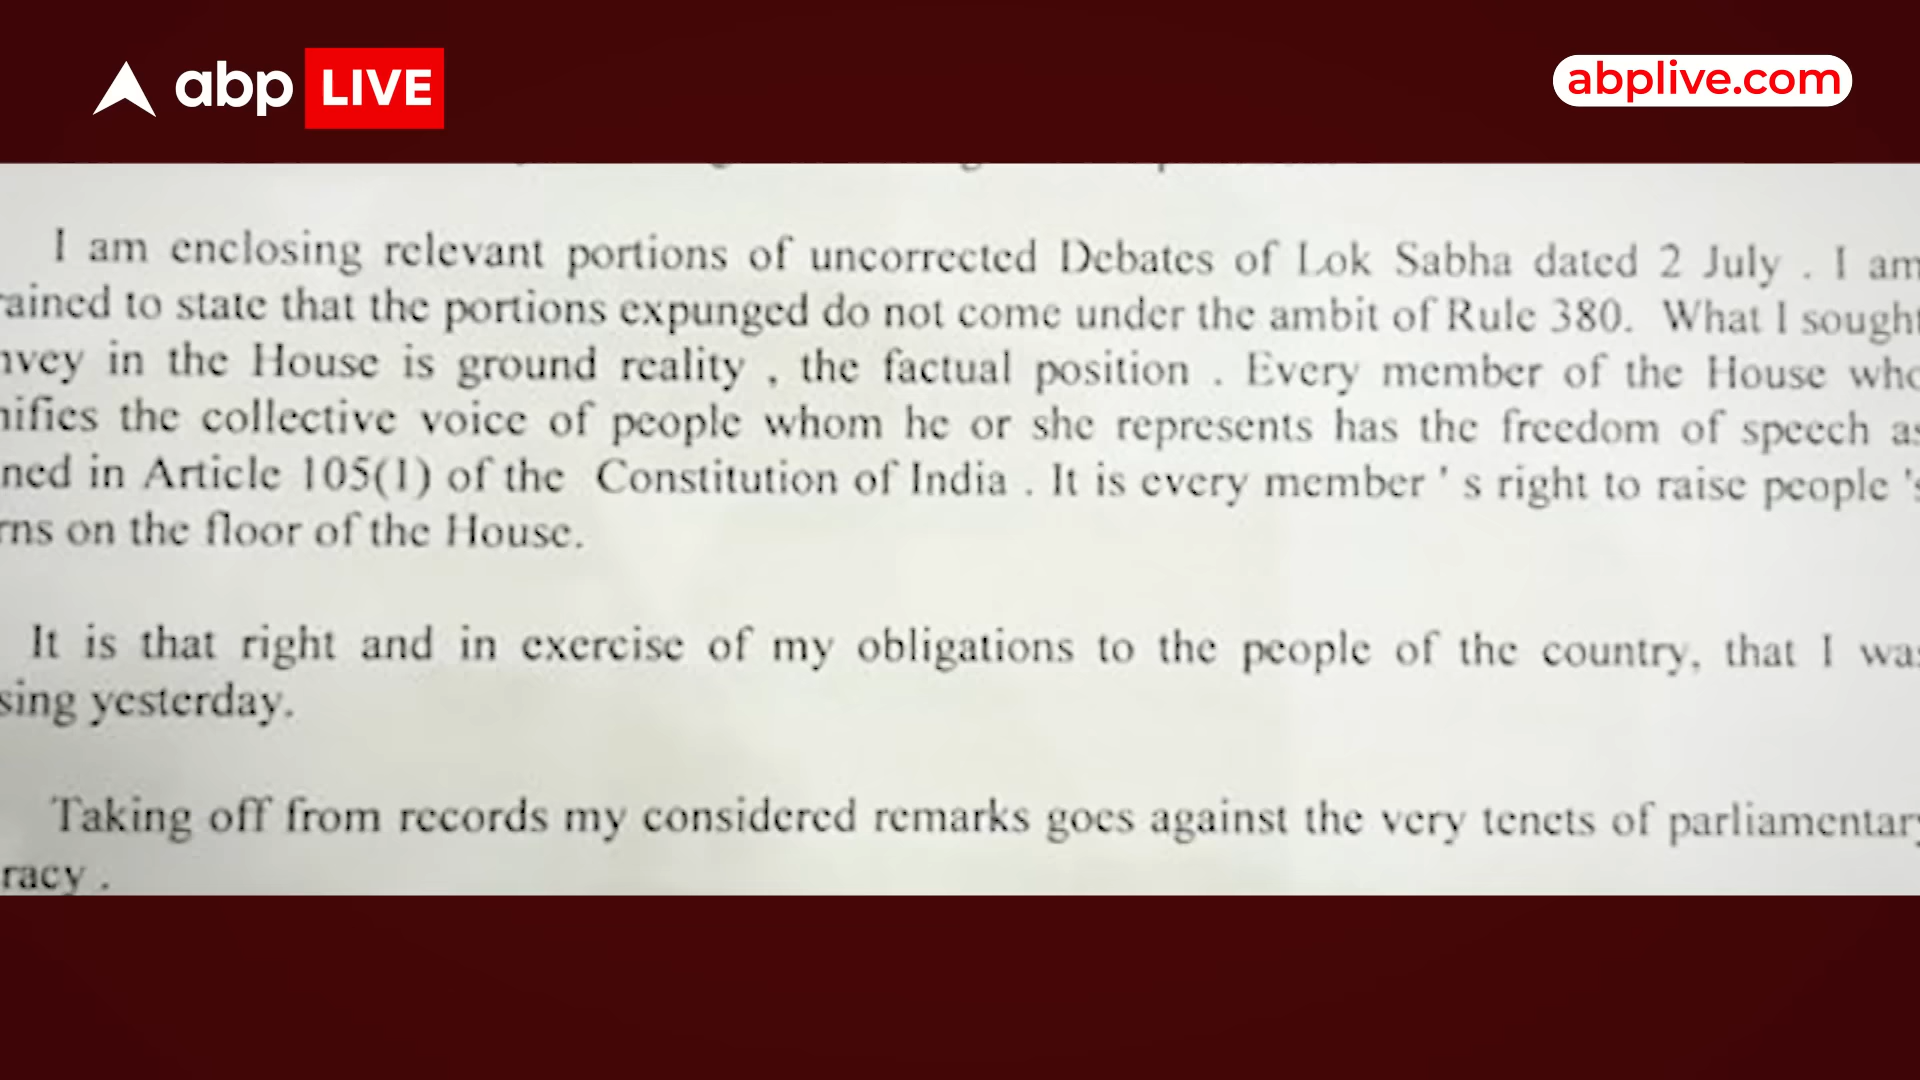 abp LIVE
abplive.com
I am enclosing relevant portions of uncorrected Debates of Lok Sabha dated 2 July . I am
rained to state that the portions expunged do not come under the ambit of Rule 380. What I sought
nvey in the House is ground reality , the factual position . Every member of the House who
nifies the collective voice of people whom he or she represents has the freedom of speech as
ned in Article 105(1) of the Constitution of India . It is every member ' s right to raise people 's
rns on the floor of the House.
It is that right and in exercise of my obligations to the people of the country, that I was
sing yesterday.
Taking off from records my considered remarks goes against the very tenets of parliamentary
racy .